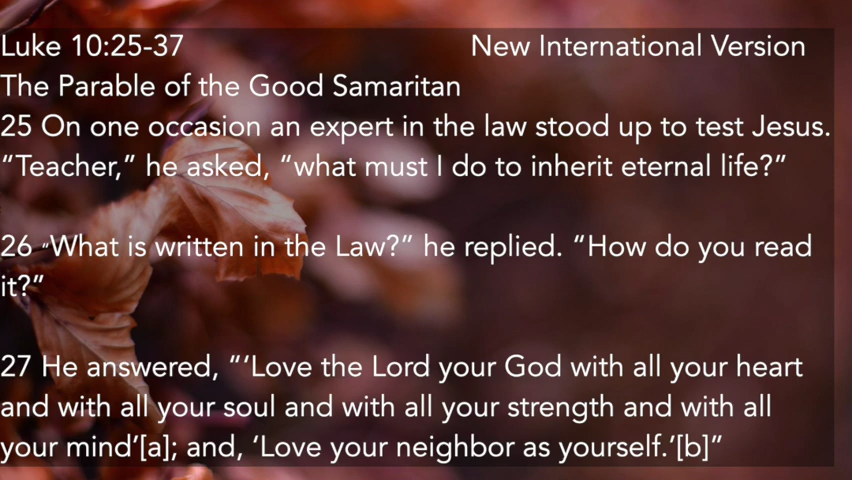 Luke 10:25-37 New International Version
The Parable of the Good Samaritan
25 On one occasion an expert in the law stood up to test Jesus.
“Teacher,” he asked, “what must I do to inherit eternal life?”
26 “What is written in the Law?” he replied. “How do you read
it?”
27 He answered, “‘Love the Lord your God with all your heart
and with all your soul and with all your strength and with all
your mind’[a]; and, ‘Love your neighbor as yourself.’[b]”